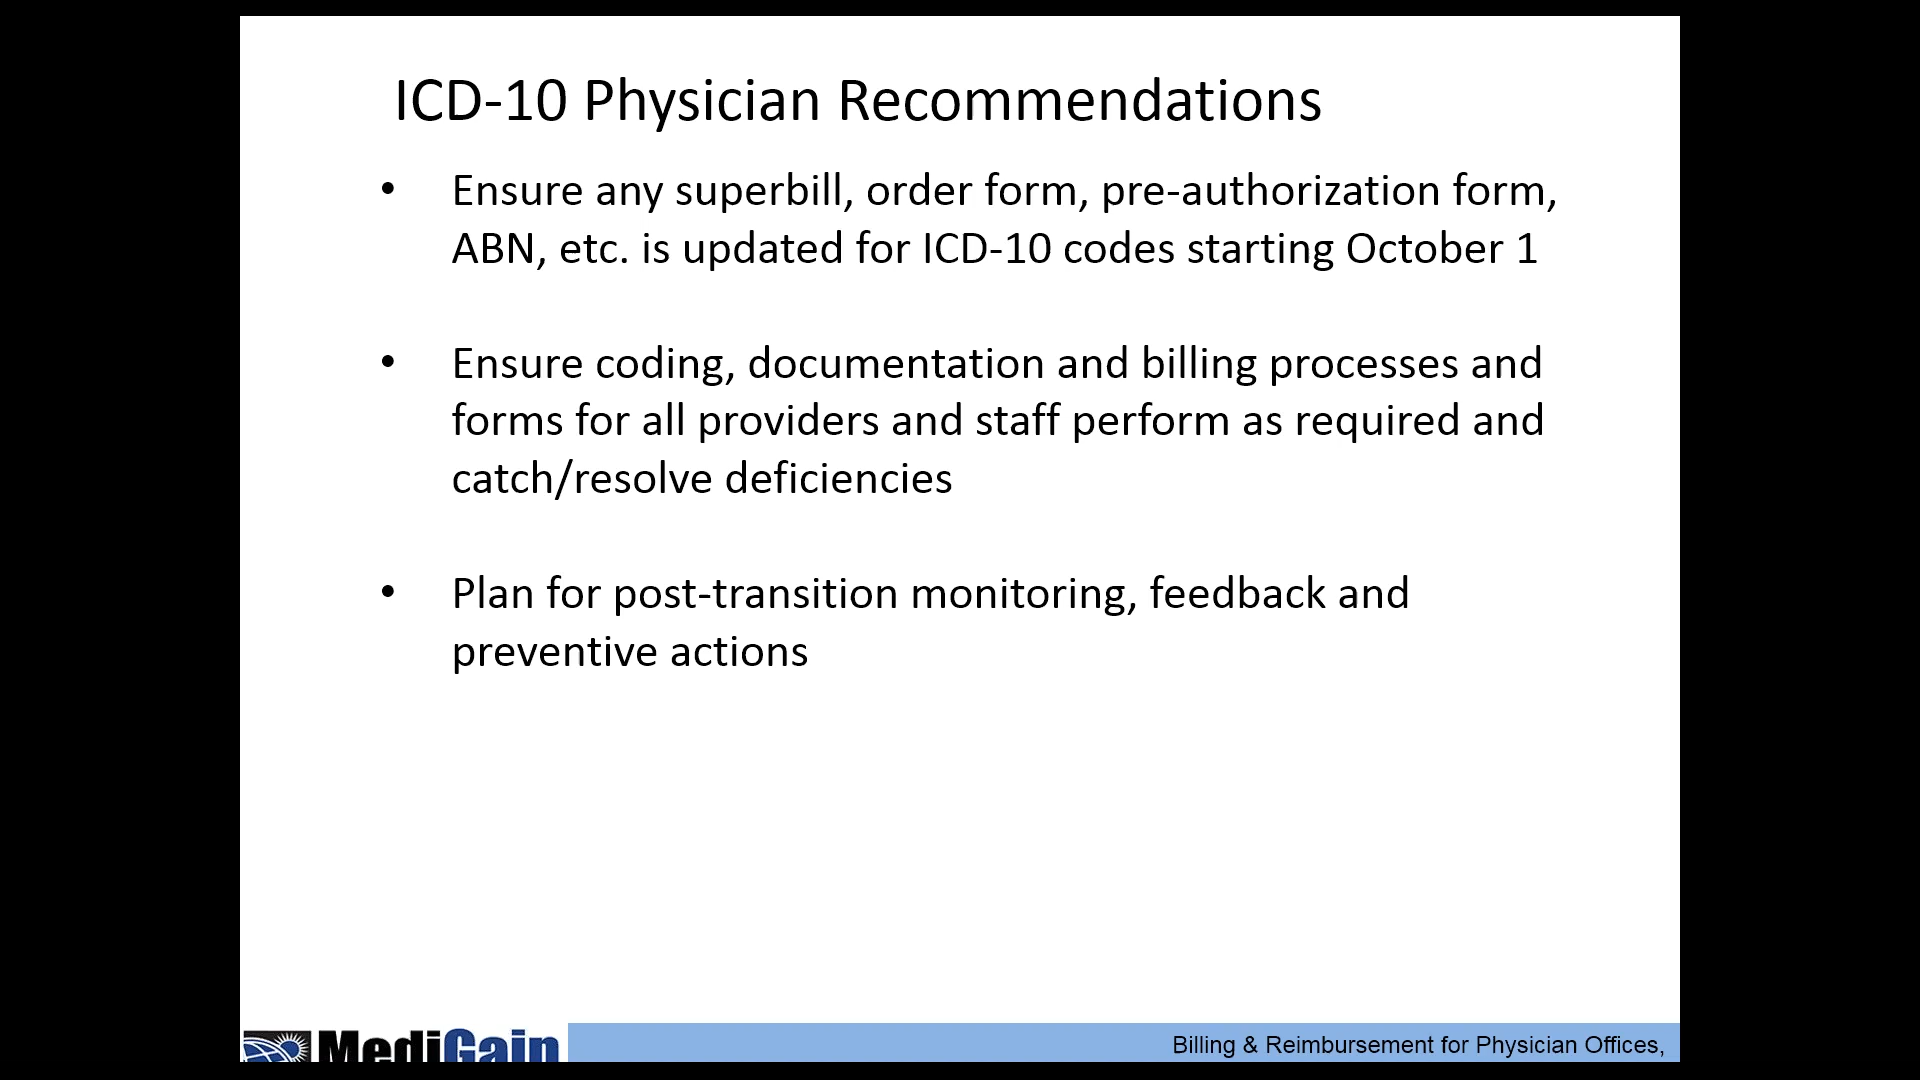 ICD-10 Physician Recommendations
• Ensure any superbill, order form, pre-authorization form,
ABN, etc. is updated for ICD-10 codes starting October 1
• Ensure coding, documentation and billing processes and
forms for all providers and staff perform as required and
catch/resolve deficiencies
• Plan for post-transition monitoring, feedback and
preventive actions
MediGain
Billing & Reimbursement for Physician Offices,